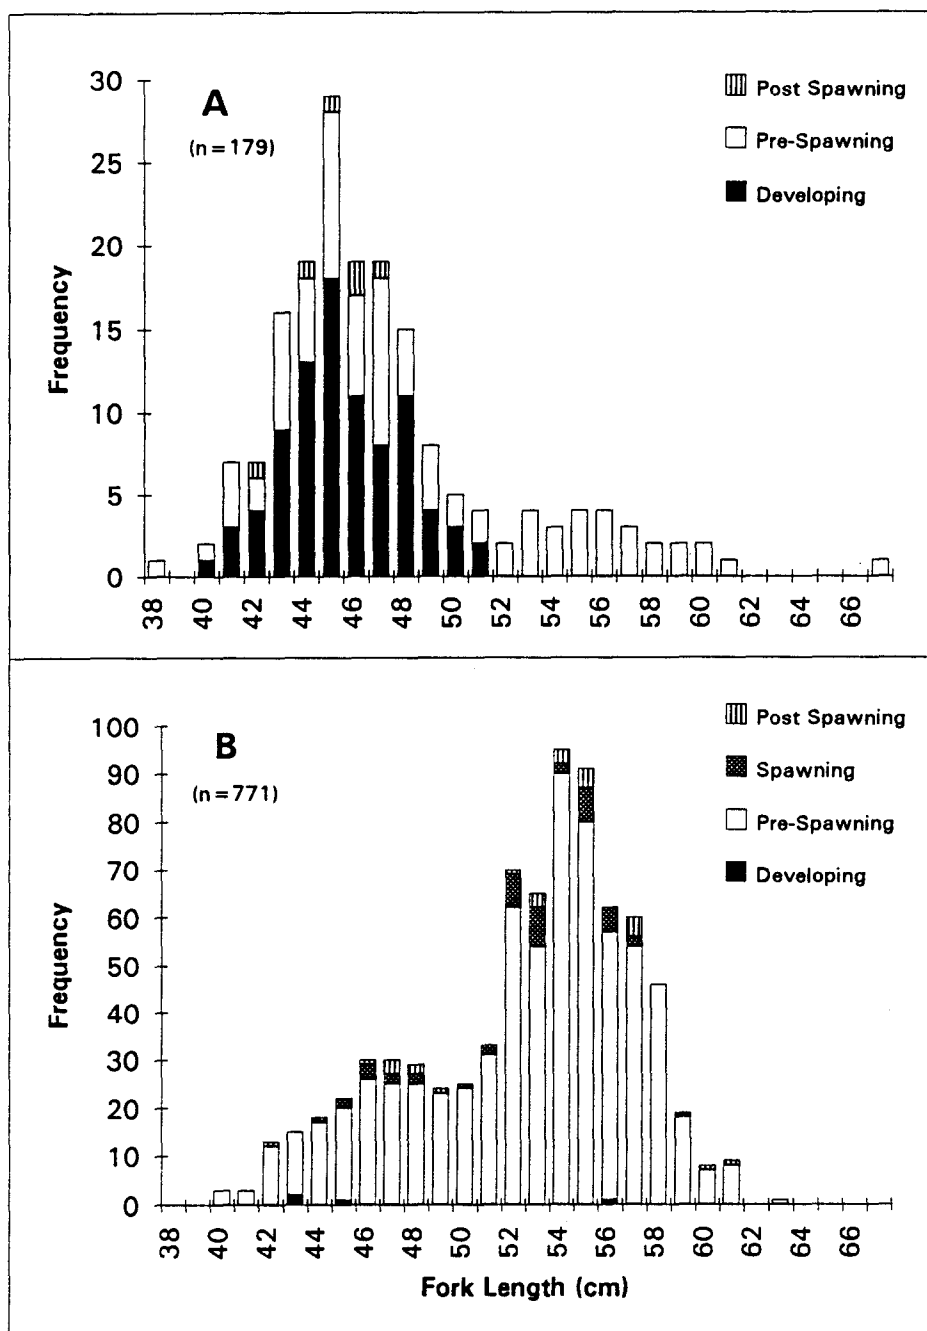 A
(n=179)
Post Spawning
Pre-Spawning
Developing
Frequency
30
25
20
15
10
5
0
38 40 42 44 46 48 50 52 54 56 58 60 62 64 66
B
(n=771)
Post Spawning
Spawning
Pre-Spawning
Developing
Frequency
100
90
80
70
60
50
40
30
20
10
0
38 40 42 44 46 48 50 52 54 56 58 60 62 64 66
Fork Length (cm)